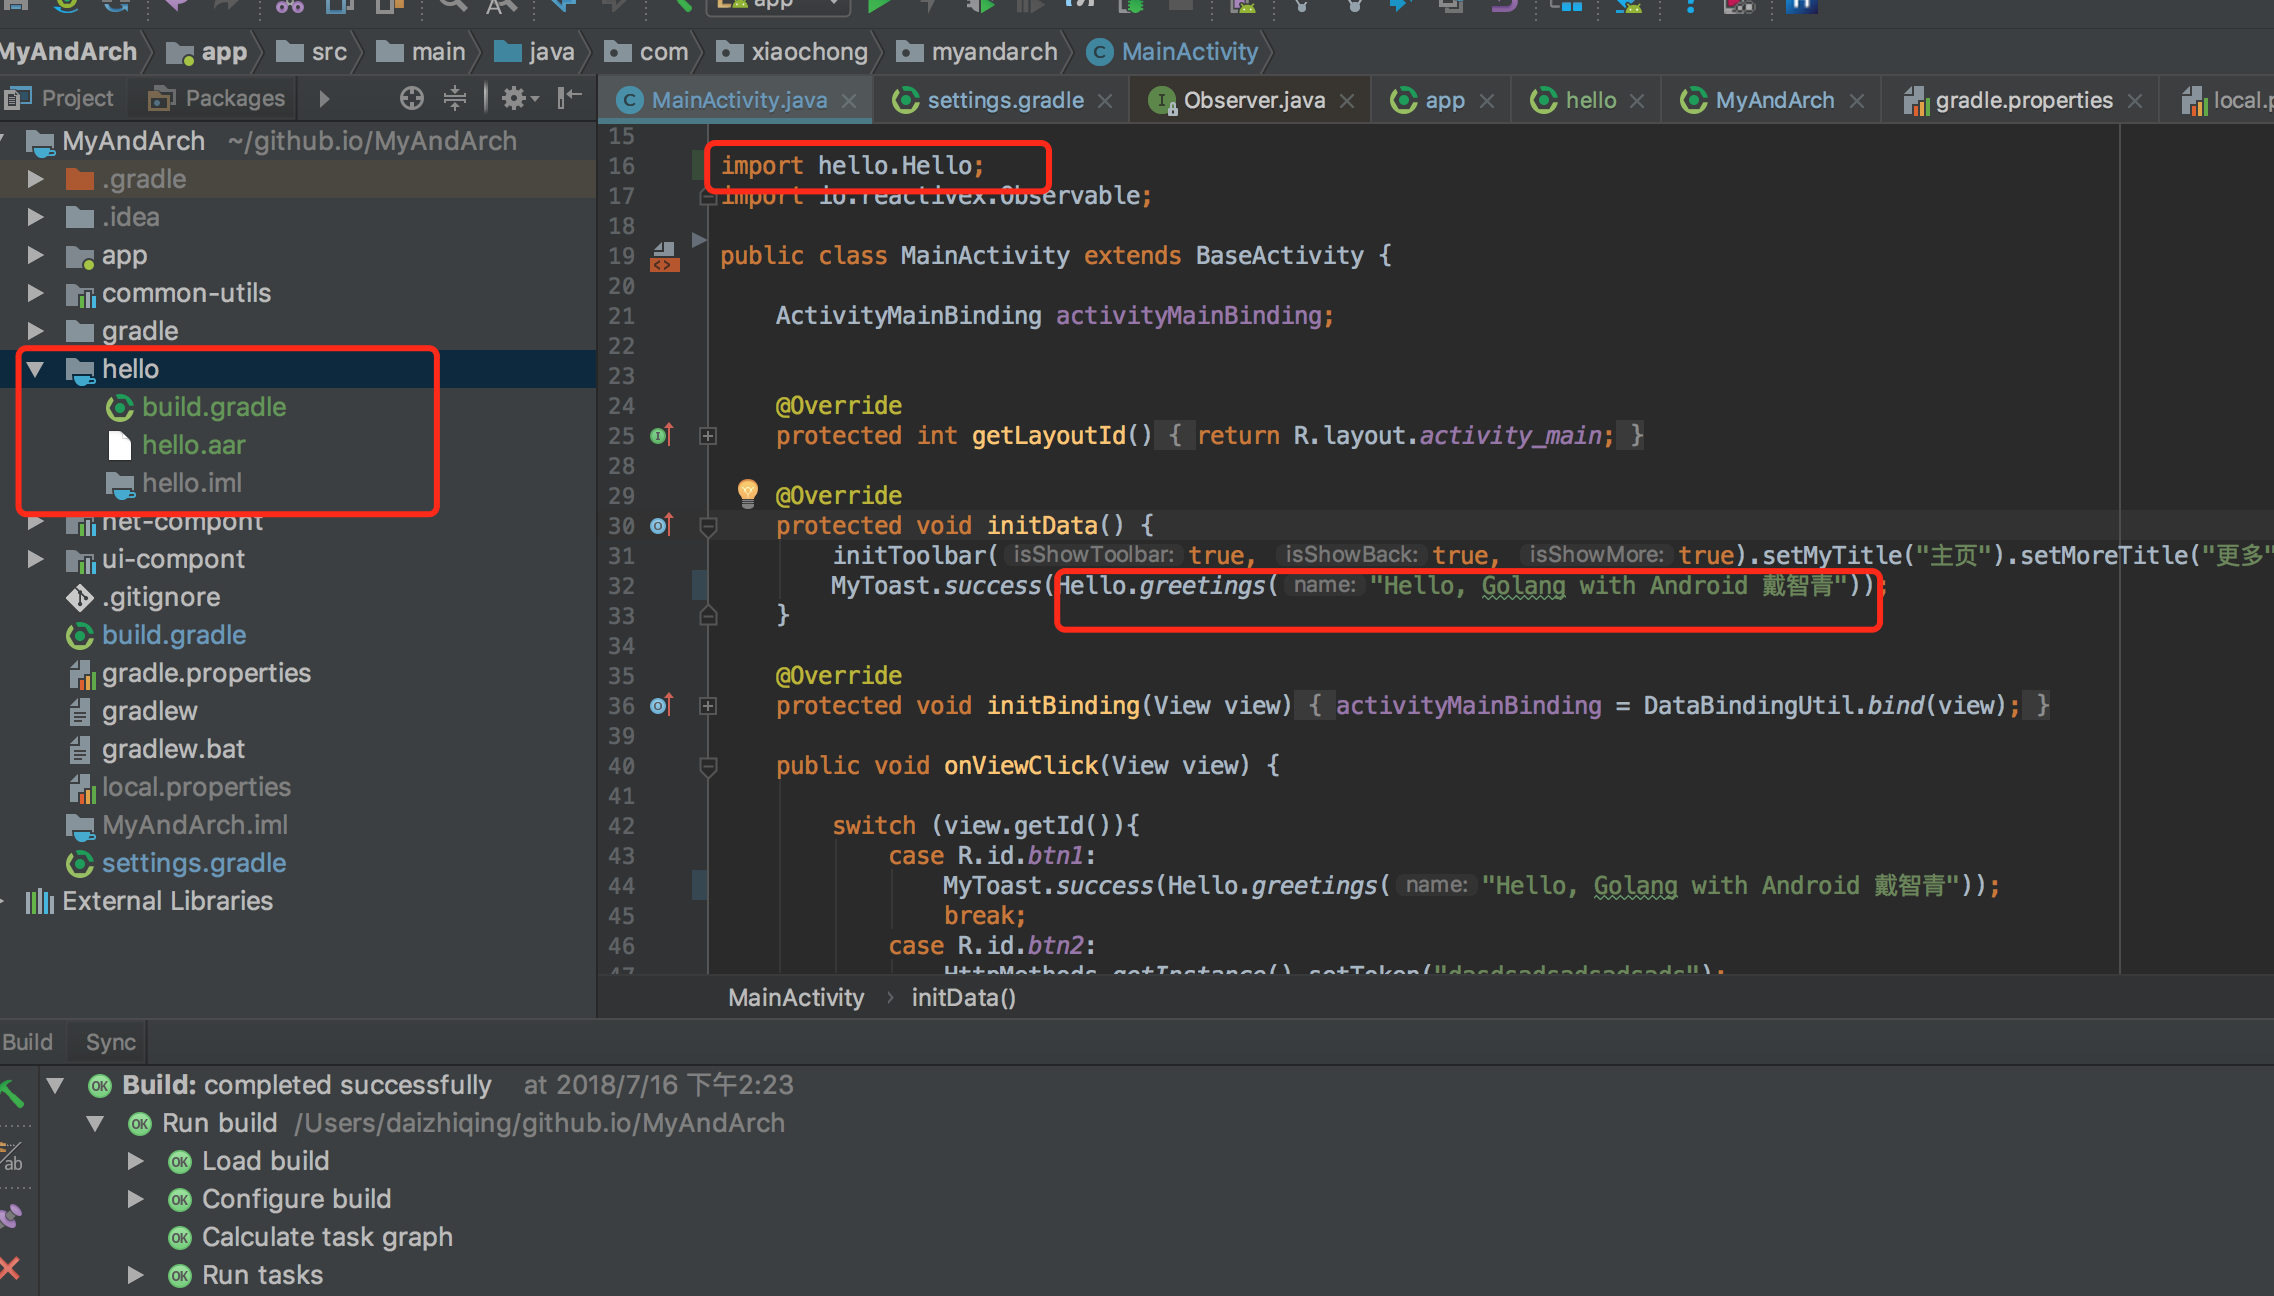 app
MyAndArch app src main java com xiaochong myandarch MainActivity
Project Packages
MainActivity.java settings.gradle Observer.java app hello MyAndArch gradle.properties
MyAndArch ~/github.io/MyAndArch
.gradle
.idea
app
common-utils
gradle
hello
build.gradle
hello.aar
hello.iml
net-compont
ui-compont
.gitignore
build.gradle
gradle.properties
gradlew
gradlew.bat
local.properties
MyAndArch.iml
settings.gradle
External Libraries
15
16 import hello.Hello;
17 import io.reactivex.Observable;
18
19 public class MainActivity extends BaseActivity {
20
21 ActivityMainBinding activityMainBinding;
22
23
24 @Override
25 protected int getLayoutId() { return R.layout.activity_main; }
28
29 @Override
30 protected void initData() {
31 initToolbar( isShowToolbar: true, isShowBack: true, isShowMore: true).setMyTitle("主页").setMoreTitle("更多"
32 MyToast.success(Hello.greetings( name: "Hello, Golang with Android 戴智青"));
33 }
34
35 @Override
36 protected void initBinding(View view) { activityMainBinding = DataBindingUtil.bind(view); }
39
40 public void onViewClick(View view) {
41
42 switch (view.getId()){
43 case R.id.btn1:
44 MyToast.success(Hello.greetings( name: "Hello, Golang with Android 戴智青"));
45 break;
46 case R.id.btn2:
47 HttpMethods.getInstance().setToken("dasdsadsadsadsads");
MainActivity › initData()
Build Sync
Build: completed successfully at 2018/7/16 下午2:23
Run build /Users/daizhiqing/github.io/MyAndArch
Load build
Configure build
Calculate task graph
Run tasks